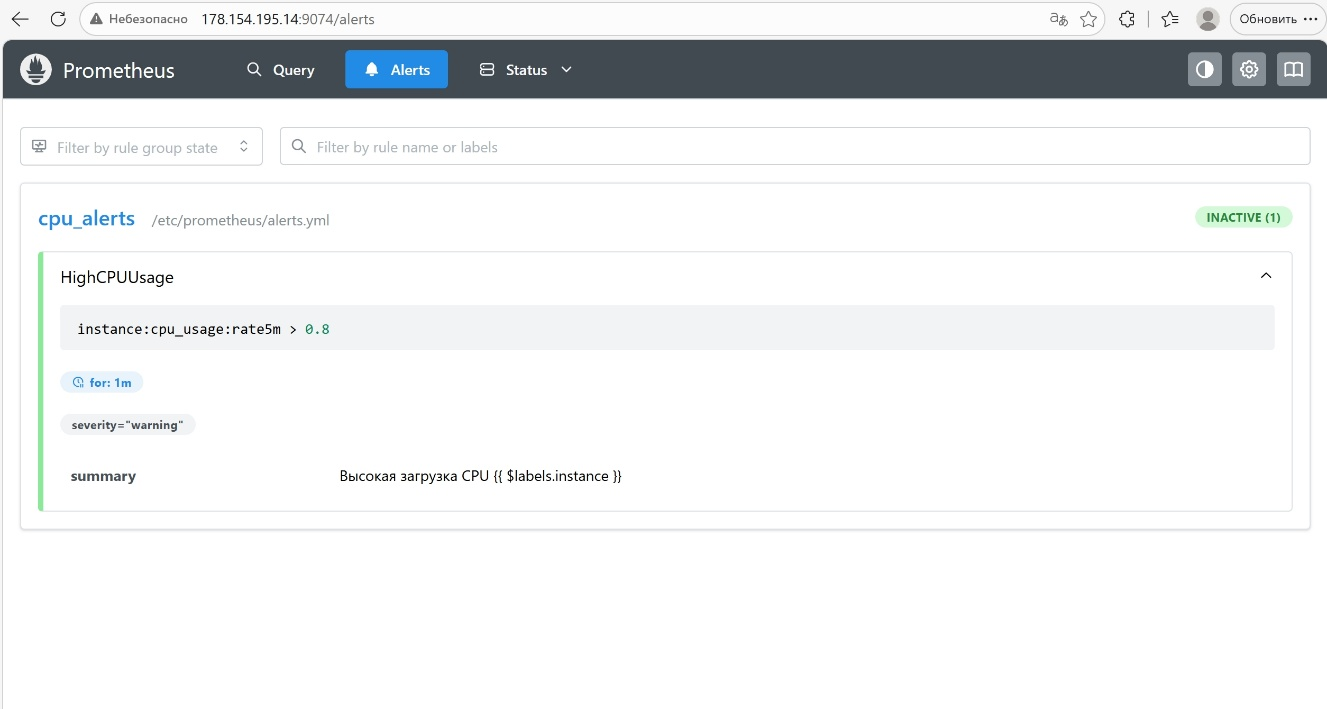 Небезопасно 178.154.195.14:9074/alerts Обновить
Prometheus Query Alerts Status
Filter by rule group state Filter by rule name or labels
cpu_alerts /etc/prometheus/alerts.yml INACTIVE (1)
HighCPUUsage
instance:cpu_usage:rate5m > 0.8
for: 1m
severity="warning"
summary Высокая загрузка CPU {{ $labels.instance }}